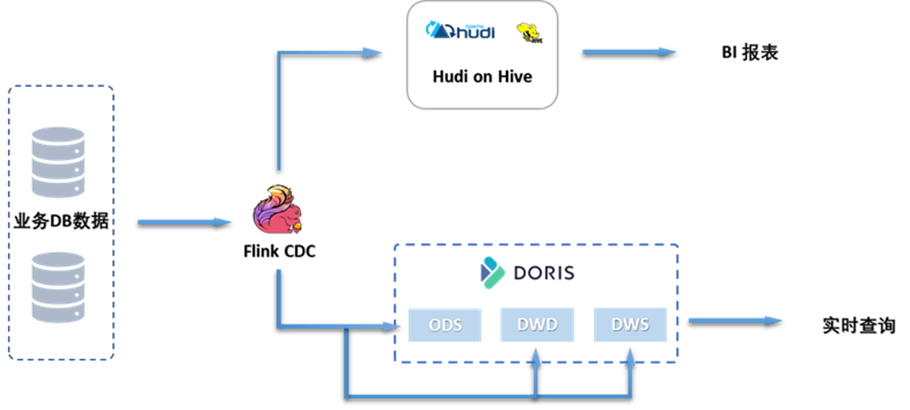 APACHE
hudi
HIVE
Hudi on Hive
BI 报表
业务DB数据
Flink CDC
DORIS
ODS
DWD
DWS
实时查询